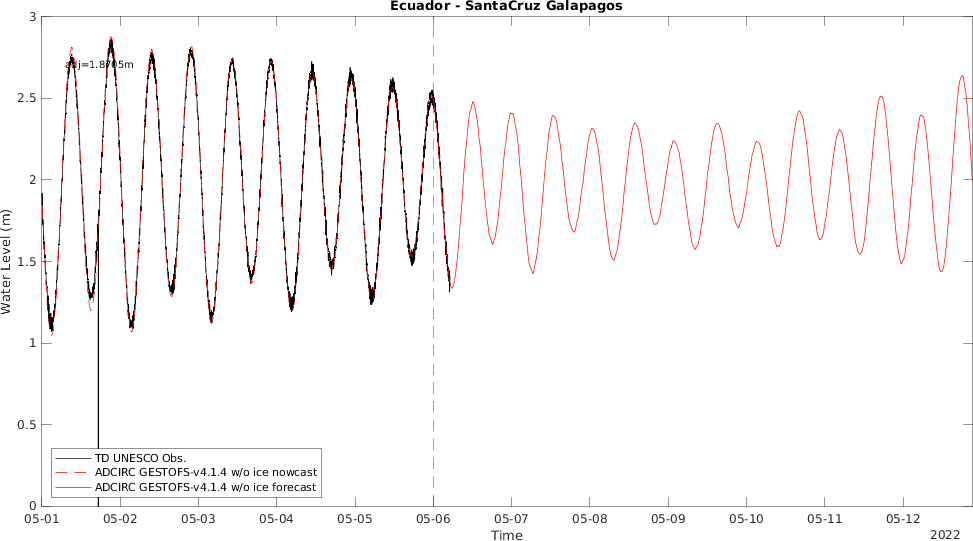 Ecuador - SantaCruz Galapagos
3
2.5
2
1.5
1
0.5
0
Water Level (m)
adj=1.8705m
TD UNESCO Obs.
ADCIRC GESTOFS-v4.1.4 w/o ice nowcast
ADCIRC GESTOFS-v4.1.4 w/o ice forecast
05-01 05-02 05-03 05-04 05-05 05-06 05-07 05-08 05-09 05-10 05-11 05-12
Time
2022